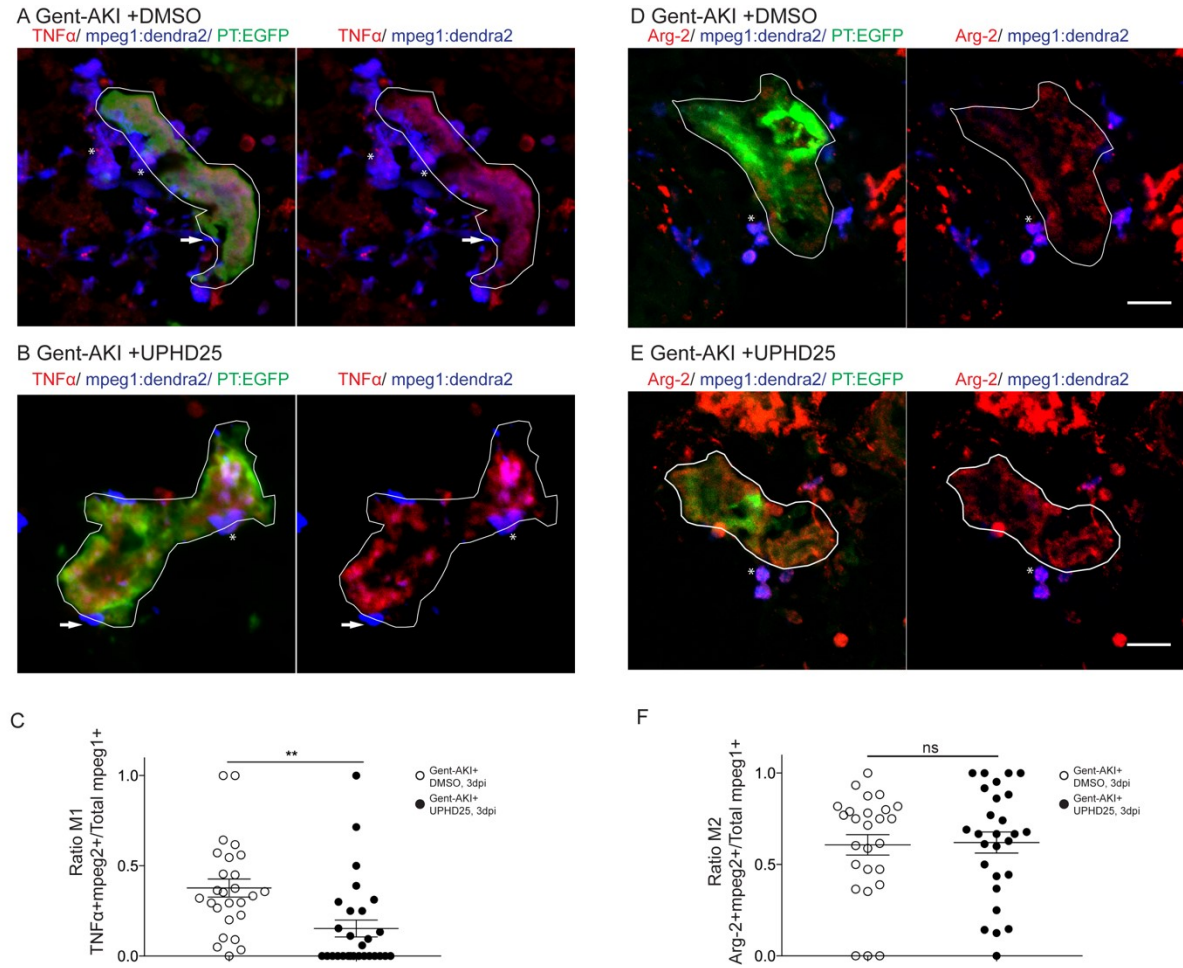 A Gent-AKI +DMSO
TNFα/ mpeg1:dendra2/ PT:EGFP
TNFα/ mpeg1:dendra2
*
*
*
*
B Gent-AKI +UPHD25
TNFα/ mpeg1:dendra2/ PT:EGFP
TNFα/ mpeg1:dendra2
*
*
C
Ratio M1
TNFα+mpeg2+/Total mpeg1+
1.0
0.5
0.0
**
Gent-AKI+
DMSO, 3dpi
Gent-AKI+
UPHD25, 3dpi
D Gent-AKI +DMSO
Arg-2/ mpeg1:dendra2/ PT:EGFP
Arg-2/ mpeg1:dendra2
*
*
E Gent-AKI +UPHD25
Arg-2/ mpeg1:dendra2/ PT:EGFP
Arg-2/ mpeg1:dendra2
*
*
F
Ratio M2
Arg-2+mpeg2+/Total mpeg1+
1.0
0.5
0.0
ns
Gent-AKI+
DMSO, 3dpi
Gent-AKI+
UPHD25, 3dpi